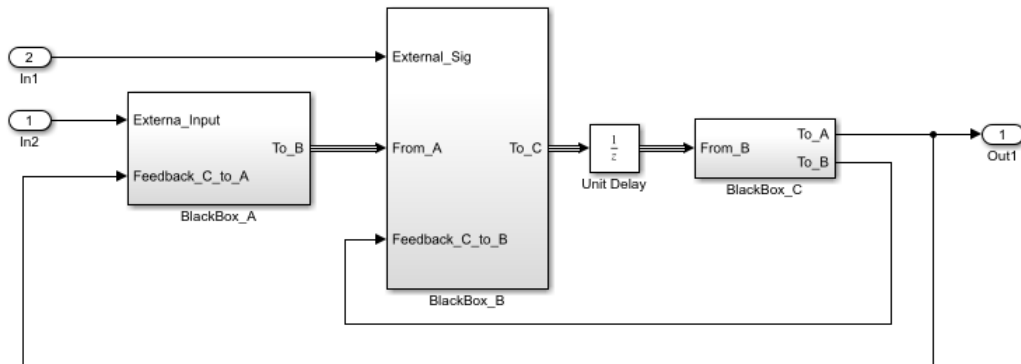 2
In1
External_Sig
1
In2
Externa_Input
To_B
Feedback_C_to_A
BlackBox_A
From_A
To_C
Feedback_C_to_B
BlackBox_B
1
z
Unit Delay
From_B
To_A
To_B
BlackBox_C
1
Out1